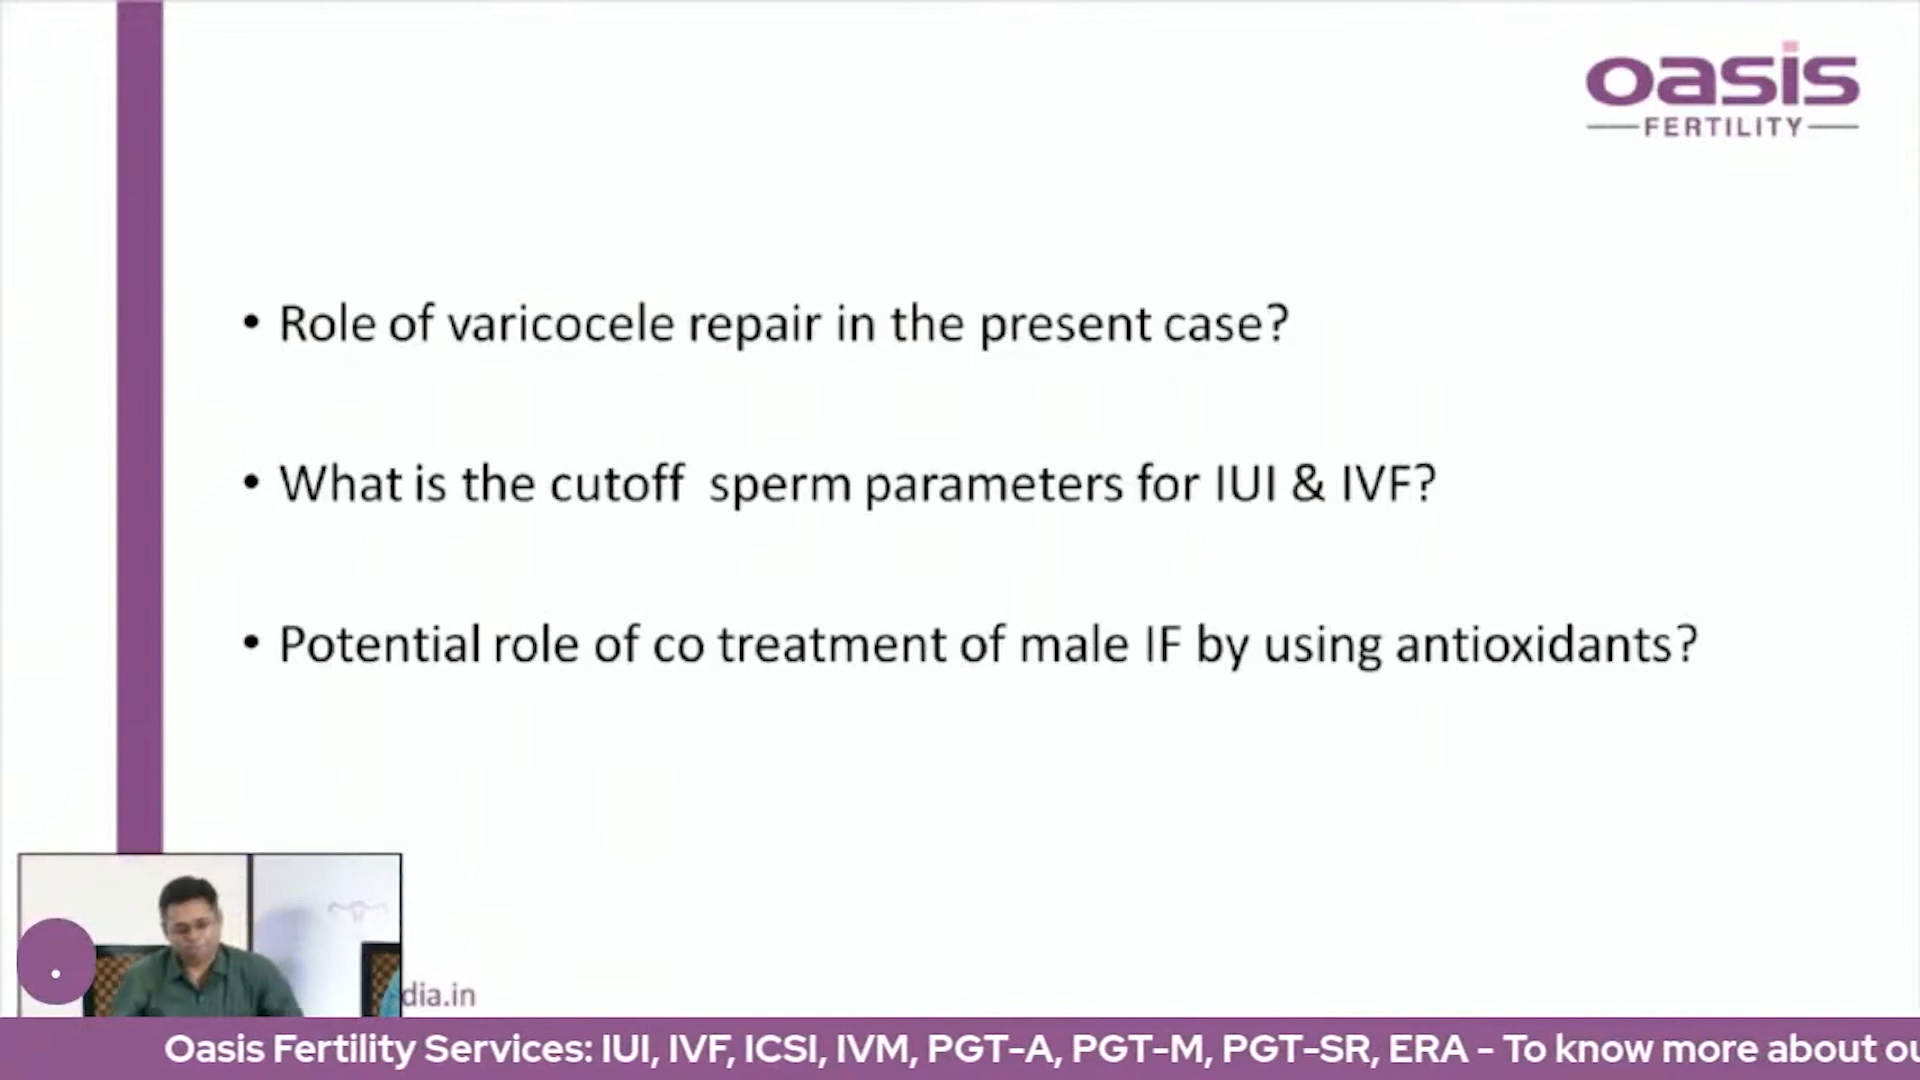 oasis
FERTILITY
• Role of varicocele repair in the present case?
• What is the cutoff sperm parameters for IUI & IVF?
• Potential role of co treatment of male IF by using antioxidants?
dia.in
Oasis Fertility Services: IUI, IVF, ICSI, IVM, PGT-A, PGT-M, PGT-SR, ERA - To know more about ou